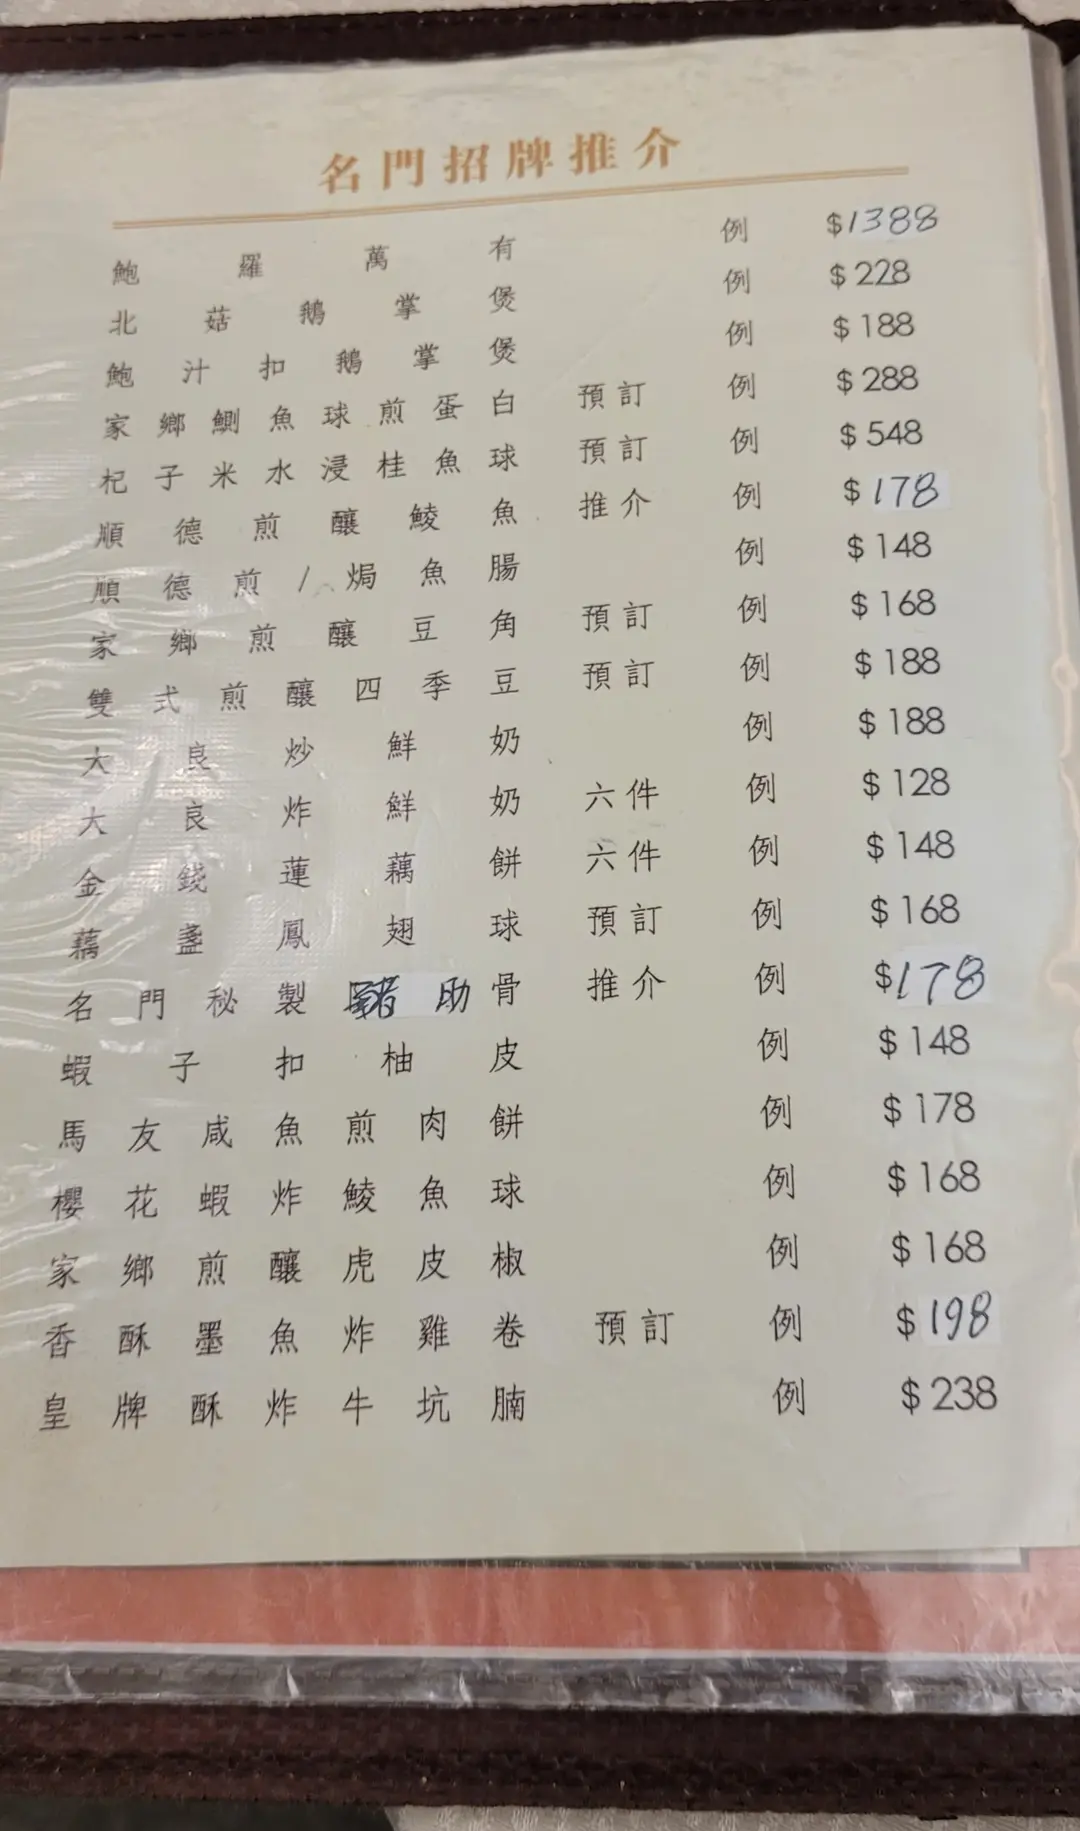 名門招牌推介
鮑羅萬有 例 $1388
北菇鵝掌煲 例 $228
鮑汁扣鵝掌煲 例 $188
家鄉鰂魚球煎蛋白 預訂 例 $288
杞子米水浸桂魚球 預訂 例 $548
順德煎釀鯪魚 推介 例 $178
順德煎/焗魚腸 例 $148
家鄉煎釀豆角 預訂 例 $168
雙式煎釀四季豆 預訂 例 $188
大良炒鮮奶 例 $188
大良炸鮮奶 六件 例 $128
金錢蓮藕餅 六件 例 $148
藕盞鳳翅球 預訂 例 $168
名門秘製豬肋骨 推介 例 $178
蝦子扣柚皮 例 $148
馬友咸魚煎肉餅 例 $178
櫻花蝦炸鯪魚球 例 $168
家鄉煎釀虎皮椒 例 $168
香酥墨魚炸雞卷 預訂 例 $198
皇牌酥炸牛坑腩 例 $238